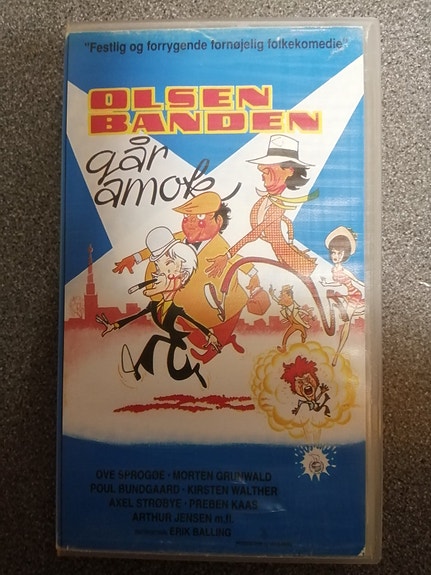 "Festlig og forrygende fornøjelig folkekomedie"
OLSEN
BANDEN
går
amok
OVE SPROGØE · MORTEN GRUNWALD
POUL BUNDGAARD · KIRSTEN WALTHER
AXEL STRØBYE · PREBEN KAAS
ARTHUR JENSEN m.fl.
ERIK BALLING